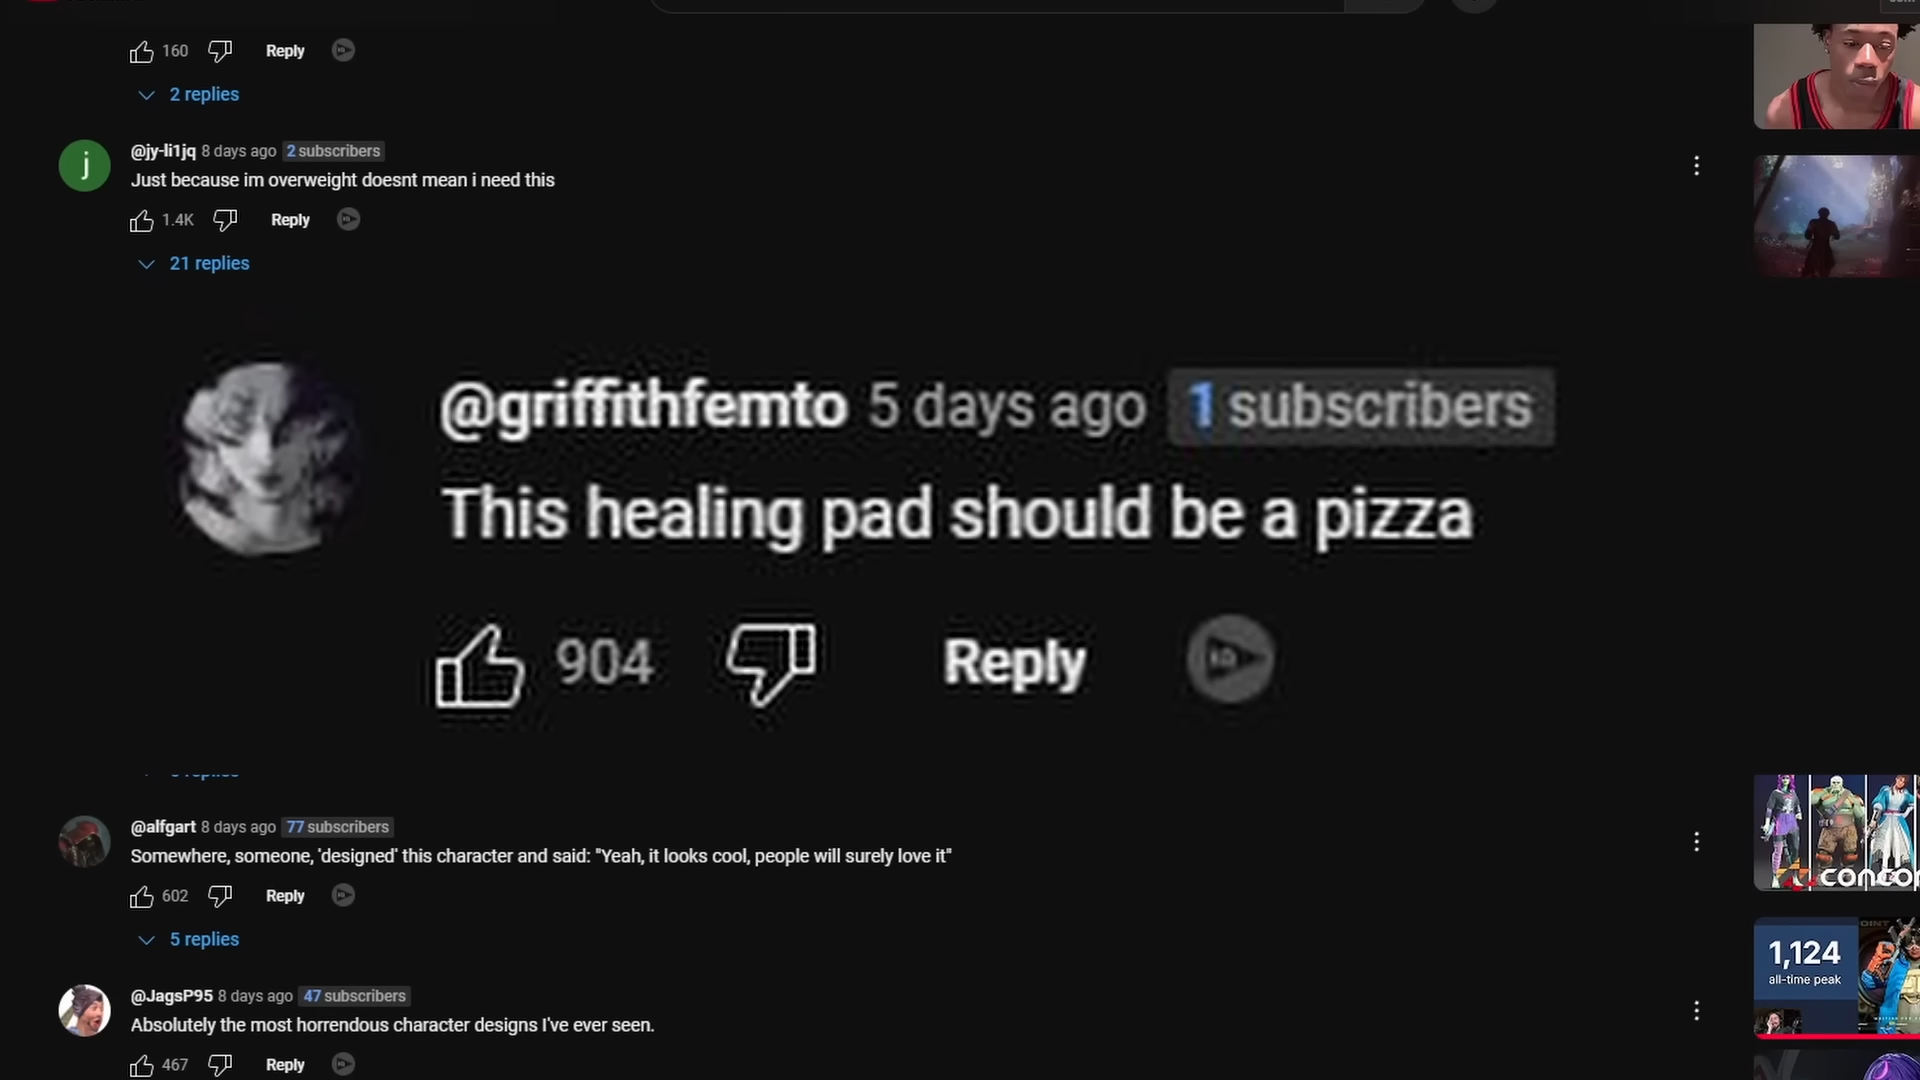 160 Reply
2 replies
@jy-li1jq 8 days ago 2 subscribers
Just because im overweight doesnt mean i need this
1.4K Reply
21 replies
@griffithfemto 5 days ago 1 subscribers
This healing pad should be a pizza
904 Reply
@alfgart 8 days ago 77 subscribers
Somewhere, someone, 'designed' this character and said: "Yeah, it looks cool, people will surely love it"
602 Reply
5 replies
@JagsP95 8 days ago 47 subscribers
Absolutely the most horrendous character designs I've ever seen.
467 Reply
concor
1,124
all-time peak